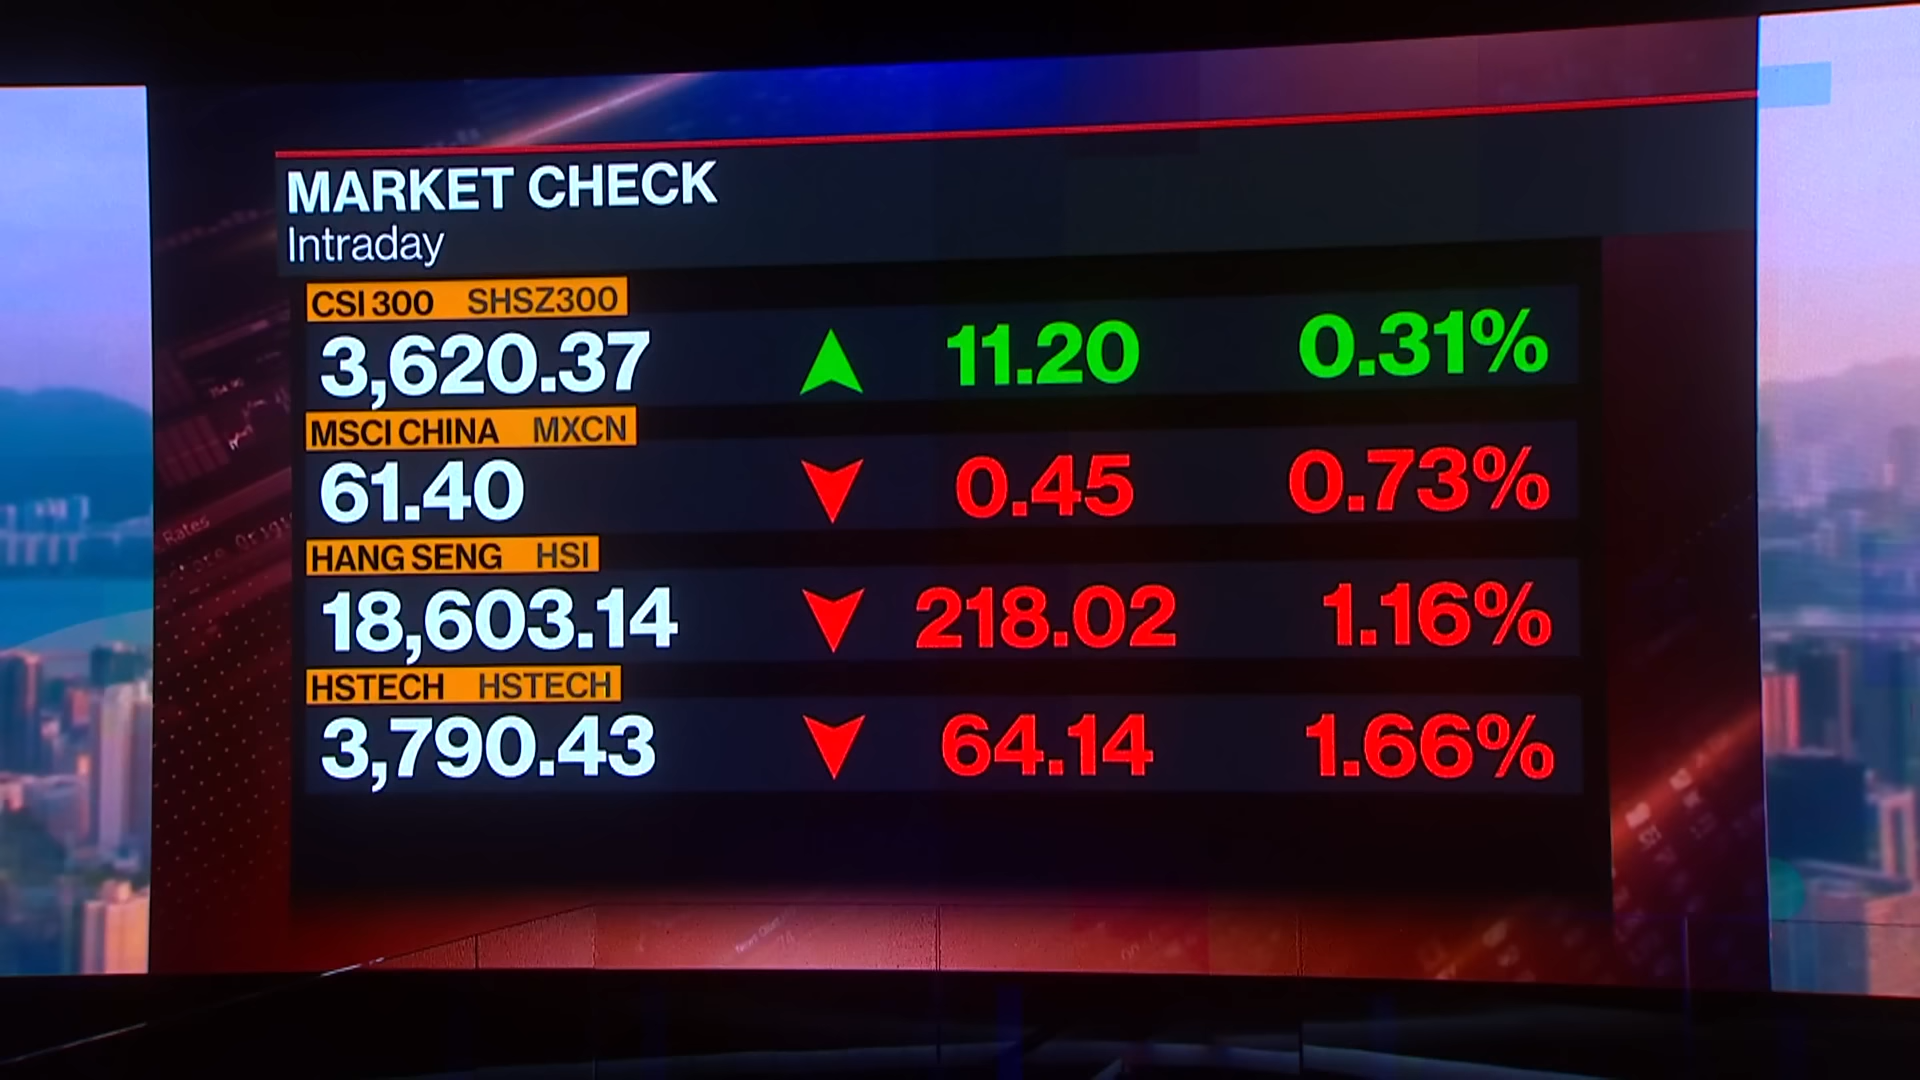 MARKET CHECK
Intraday
CSI 300 SHSZ300
3,620.37 11.20 0.31%
MSCI CHINA MXCN
61.40 0.45 0.73%
HANG SENG HSI
18,603.14 218.02 1.16%
HSTECH HSTECH
3,790.43 64.14 1.66%
Rates